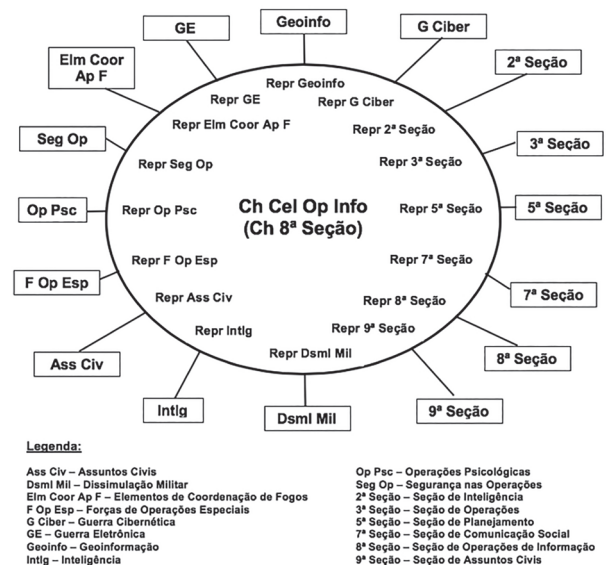 Geoinfo
GE
G Ciber
Elm Coor
Ap F
2ª Seção
Seg Op
3ª Seção
Op Psc
5ª Seção
F Op Esp
7ª Seção
Ass Civ
8ª Seção
Intlg
9ª Seção
Dsml Mil
Repr Geoinfo
Repr GE
Repr G Ciber
Repr Elm Coor Ap F
Repr 2ª Seção
Repr Seg Op
Repr 3ª Seção
Repr Op Psc
Ch Cel Op Info
(Ch 8ª Seção)
Repr 5ª Seção
Repr F Op Esp
Repr 7ª Seção
Repr Ass Civ
Repr 8ª Seção
Repr Intlg
Repr 9ª Seção
Repr Dsml Mil
Legenda:
Ass Civ – Assuntos Civis
Dsml Mil – Dissimulação Militar
Elm Coor Ap F – Elementos de Coordenação de Fogos
F Op Esp – Forças de Operações Especiais
G Ciber – Guerra Cibernética
GE – Guerra Eletrônica
Geoinfo – Geoinformação
Intlg – Inteligência
Op Psc – Operações Psicológicas
Seg Op – Segurança nas Operações
2ª Seção – Seção de Inteligência
3ª Seção – Seção de Operações
5ª Seção – Seção de Planejamento
7ª Seção – Seção de Comunicação Social
8ª Seção – Seção de Operações de Informação
9ª Seção – Seção de Assuntos Civis